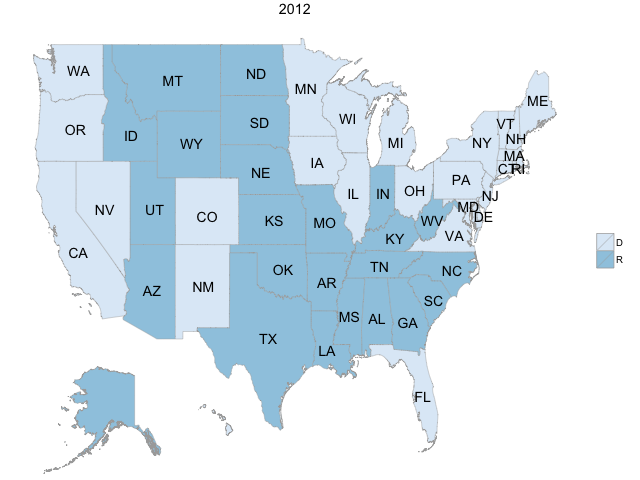 2012
WA
MT
ND
MN
ME
OR
ID
WY
SD
WI
MI
NY
VT
NH
MA
CT
RI
NE
IA
PA
NJ
NV
UT
CO
KS
MO
IL
IN
OH
WV
MD
DE
VA
CA
KY
D
R
AZ
NM
OK
AR
TN
NC
SC
TX
LA
MS
AL
GA
FL